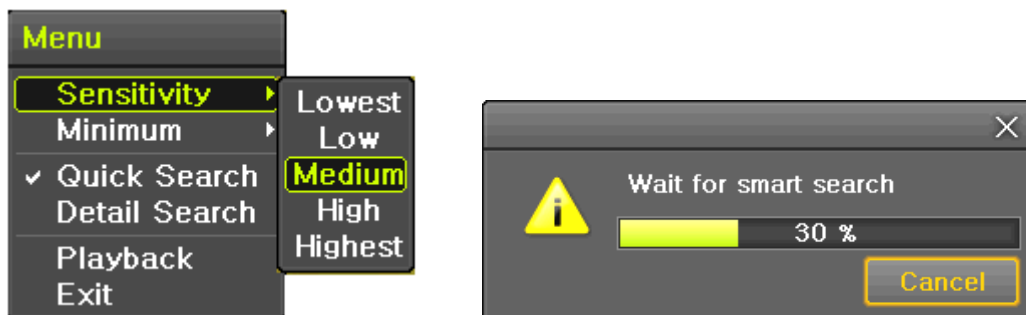 Menu
Sensitivity
Minimum
Quick Search
Detail Search
Playback
Exit
Lowest
Low
Medium
High
Highest
Wait for smart search
30 %
Cancel